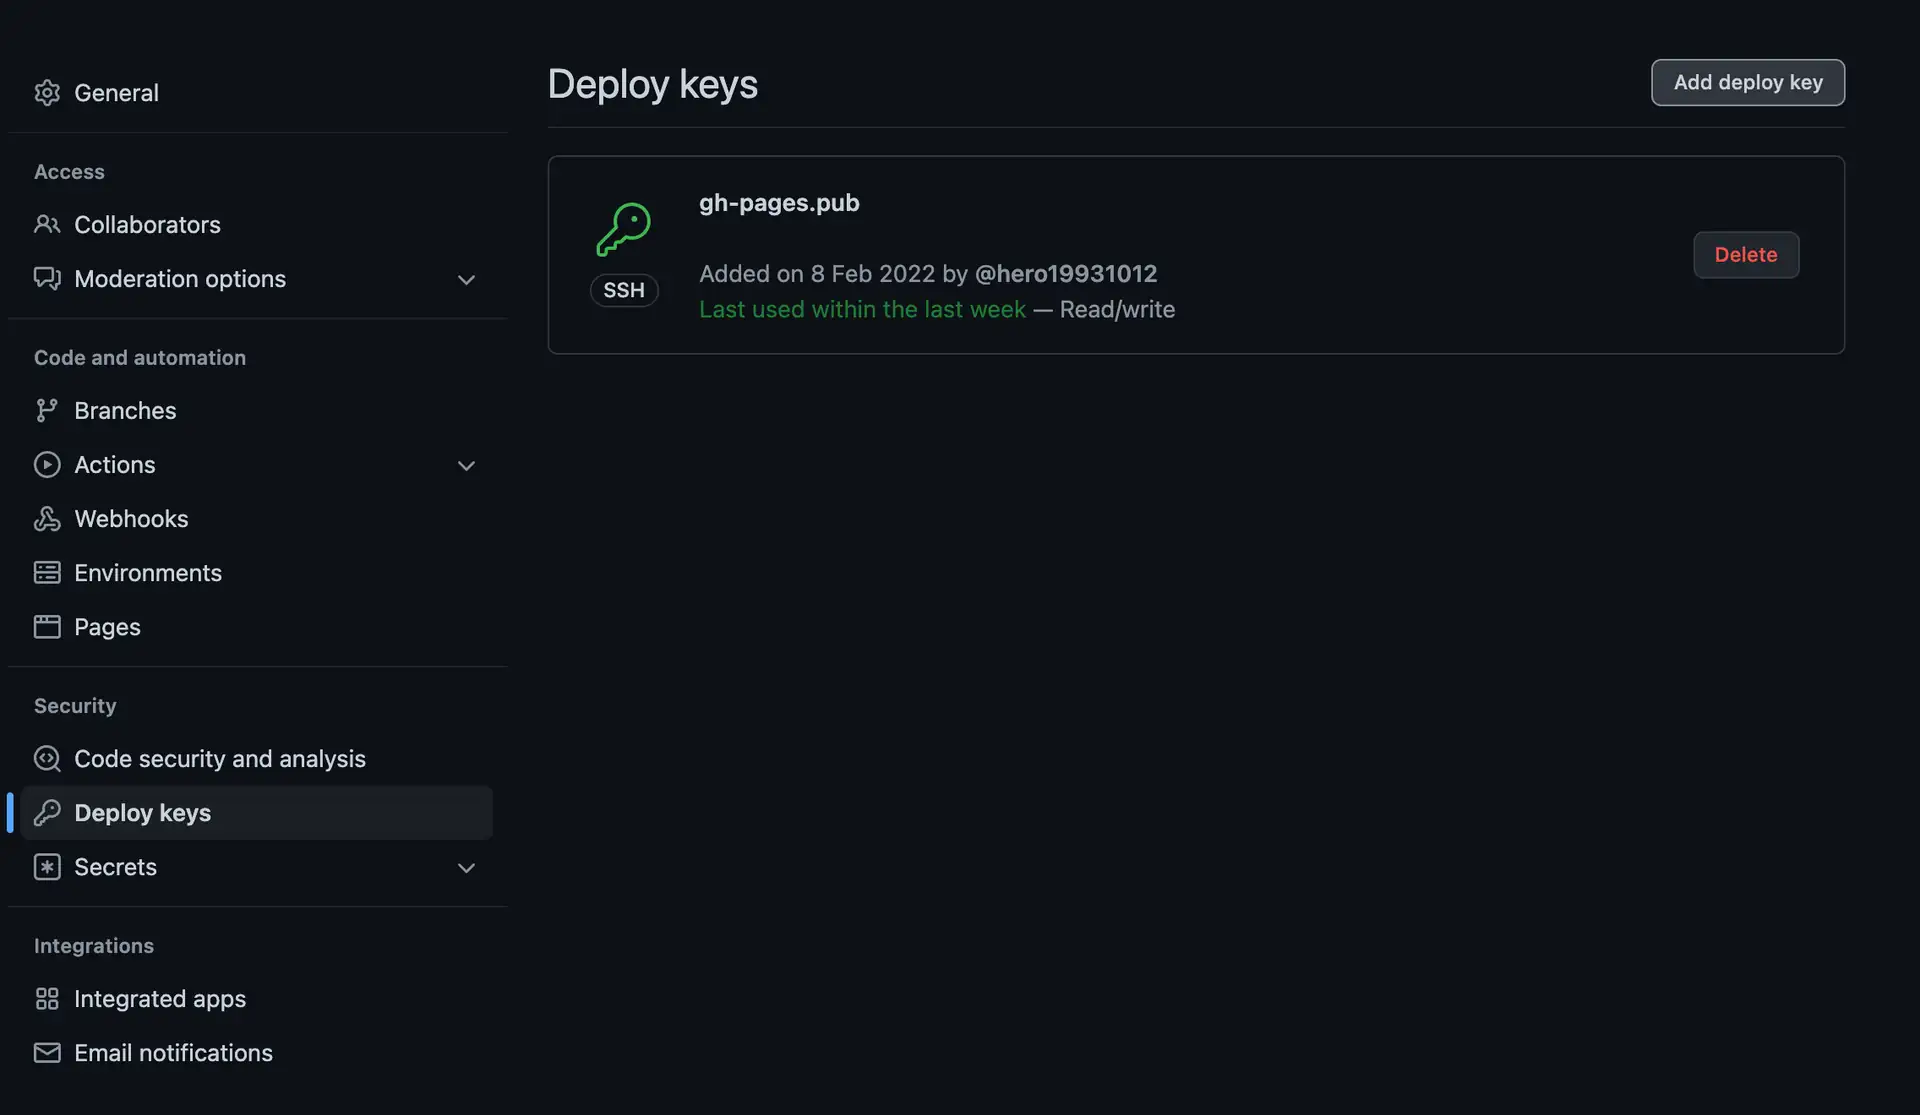 General
Access
Collaborators
Moderation options
Code and automation
Branches
Actions
Webhooks
Environments
Pages
Security
Code security and analysis
Deploy keys
Secrets
Integrations
Integrated apps
Email notifications
Deploy keys
Add deploy key
gh-pages.pub
SSH
Added on 8 Feb 2022 by @hero19931012
Last used within the last week — Read/write
Delete